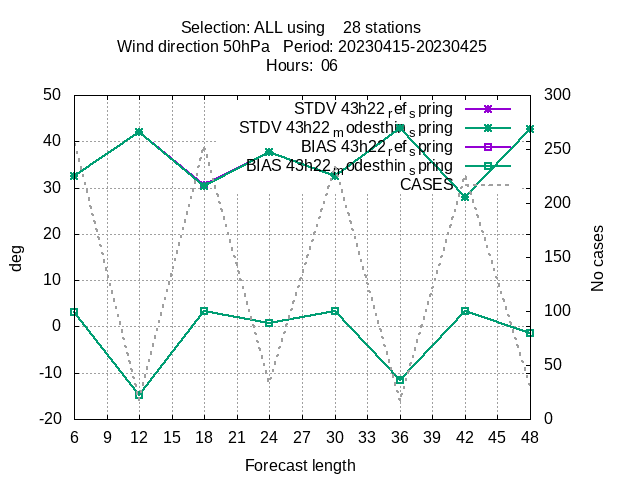 Selection: ALL using    28 stations
Wind direction 50hPa   Period: 20230415-20230425
Hours:  06
STDV 43h22_ref_spring
STDV 43h22_modesthin_spring
BIAS 43h22_ref_spring
BIAS 43h22_modesthin_spring
CASES
50
40
30
20
10
0
-10
-20
deg
300
250
200
150
100
50
0
No cases
6 9 12 15 18 21 24 27 30 33 36 39 42 45 48
Forecast length